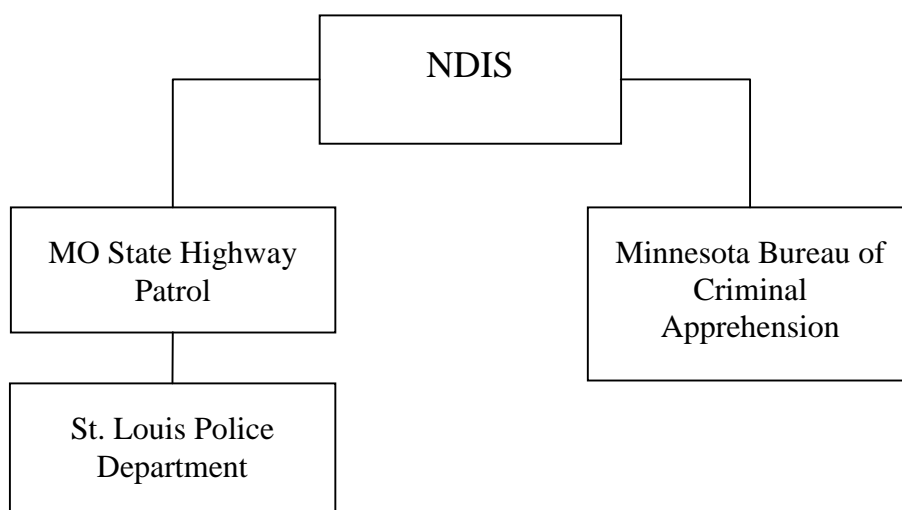 NDIS
MO State Highway
Patrol
Minnesota Bureau of
Criminal
Apprehension
St. Louis Police
Department